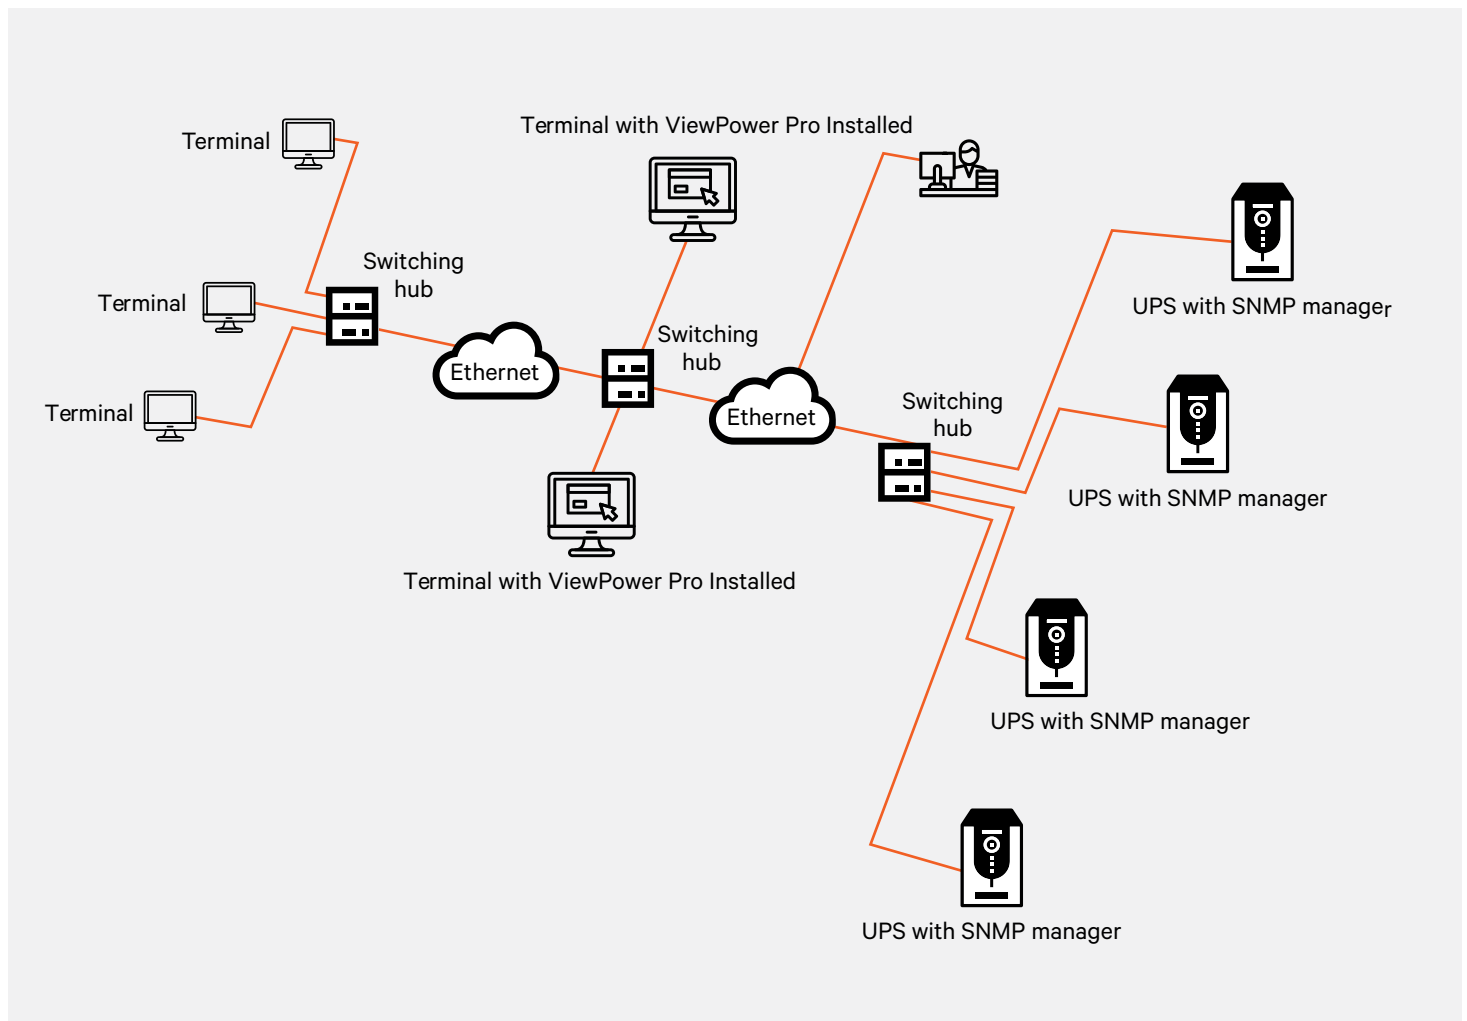 Terminal with ViewPower Pro Installed
Terminal
Switching
hub
Terminal
UPS with SNMP manager
Switching
hub
Ethernet
Terminal
Ethernet
Switching
hub
UPS with SNMP manager
Terminal with ViewPower Pro Installed
UPS with SNMP manager
UPS with SNMP manager